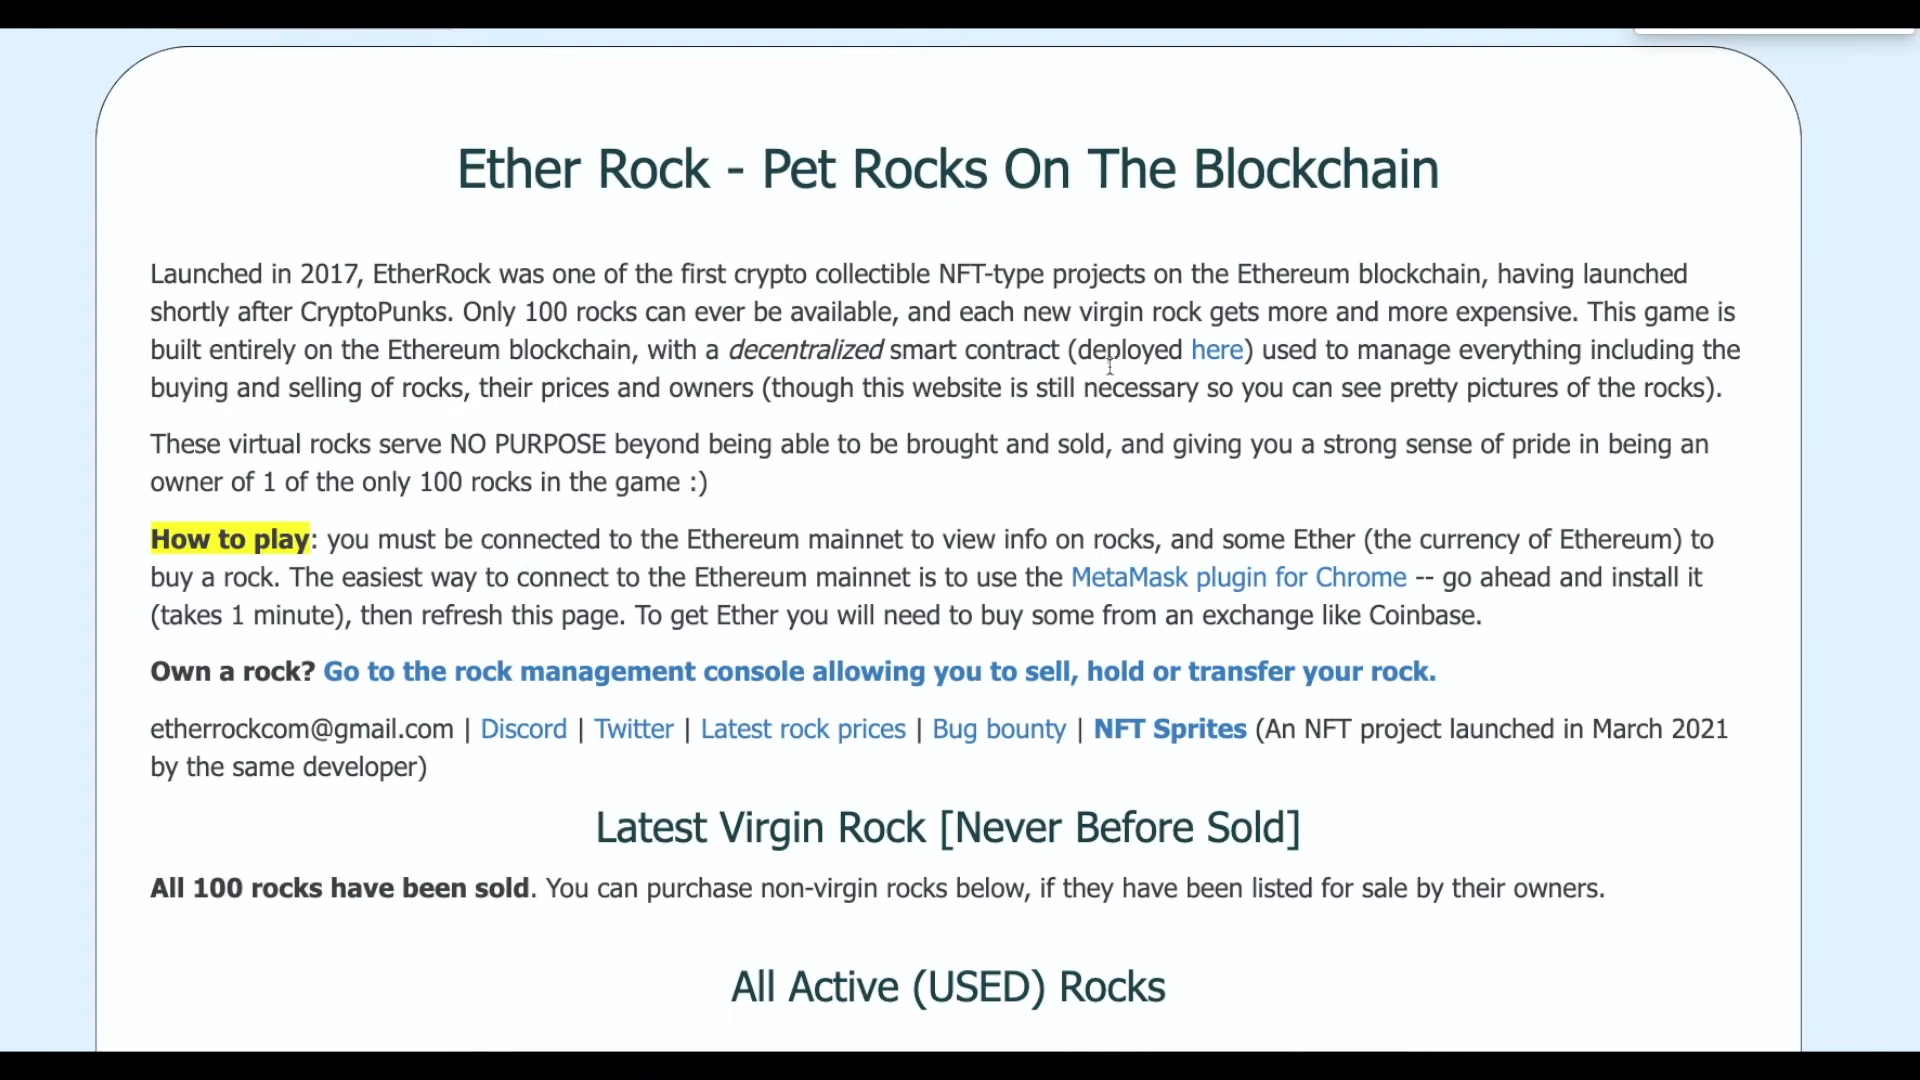 Ether Rock - Pet Rocks On The Blockchain
Launched in 2017, EtherRock was one of the first crypto collectible NFT-type projects on the Ethereum blockchain, having launched
shortly after CryptoPunks. Only 100 rocks can ever be available, and each new virgin rock gets more and more expensive. This game is
built entirely on the Ethereum blockchain, with a decentralized smart contract (deployed here) used to manage everything including the
buying and selling of rocks, their prices and owners (though this website is still necessary so you can see pretty pictures of the rocks).
These virtual rocks serve NO PURPOSE beyond being able to be brought and sold, and giving you a strong sense of pride in being an
owner of 1 of the only 100 rocks in the game :)
How to play: you must be connected to the Ethereum mainnet to view info on rocks, and some Ether (the currency of Ethereum) to
buy a rock. The easiest way to connect to the Ethereum mainnet is to use the MetaMask plugin for Chrome -- go ahead and install it
(takes 1 minute), then refresh this page. To get Ether you will need to buy some from an exchange like Coinbase.
Own a rock? Go to the rock management console allowing you to sell, hold or transfer your rock.
etherrockcom@gmail.com | Discord | Twitter | Latest rock prices | Bug bounty | NFT Sprites (An NFT project launched in March 2021
by the same developer)
Latest Virgin Rock [Never Before Sold]
All 100 rocks have been sold. You can purchase non-virgin rocks below, if they have been listed for sale by their owners.
All Active (USED) Rocks